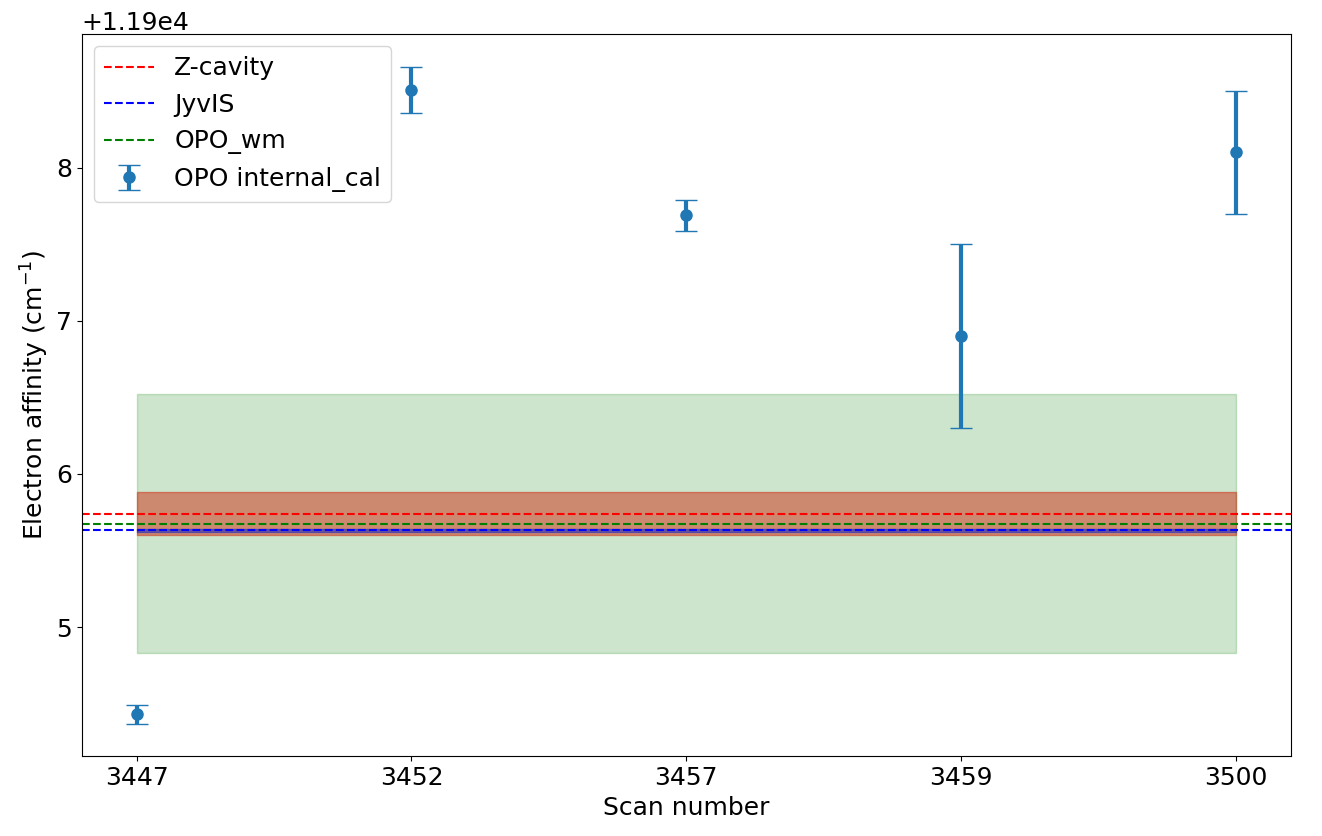 +1.19e4
Z-cavity
JyvIS
OPO_wm
OPO internal_cal
8
7
6
5
Electron affinity (cm⁻¹)
3447 3452 3457 3459 3500
Scan number